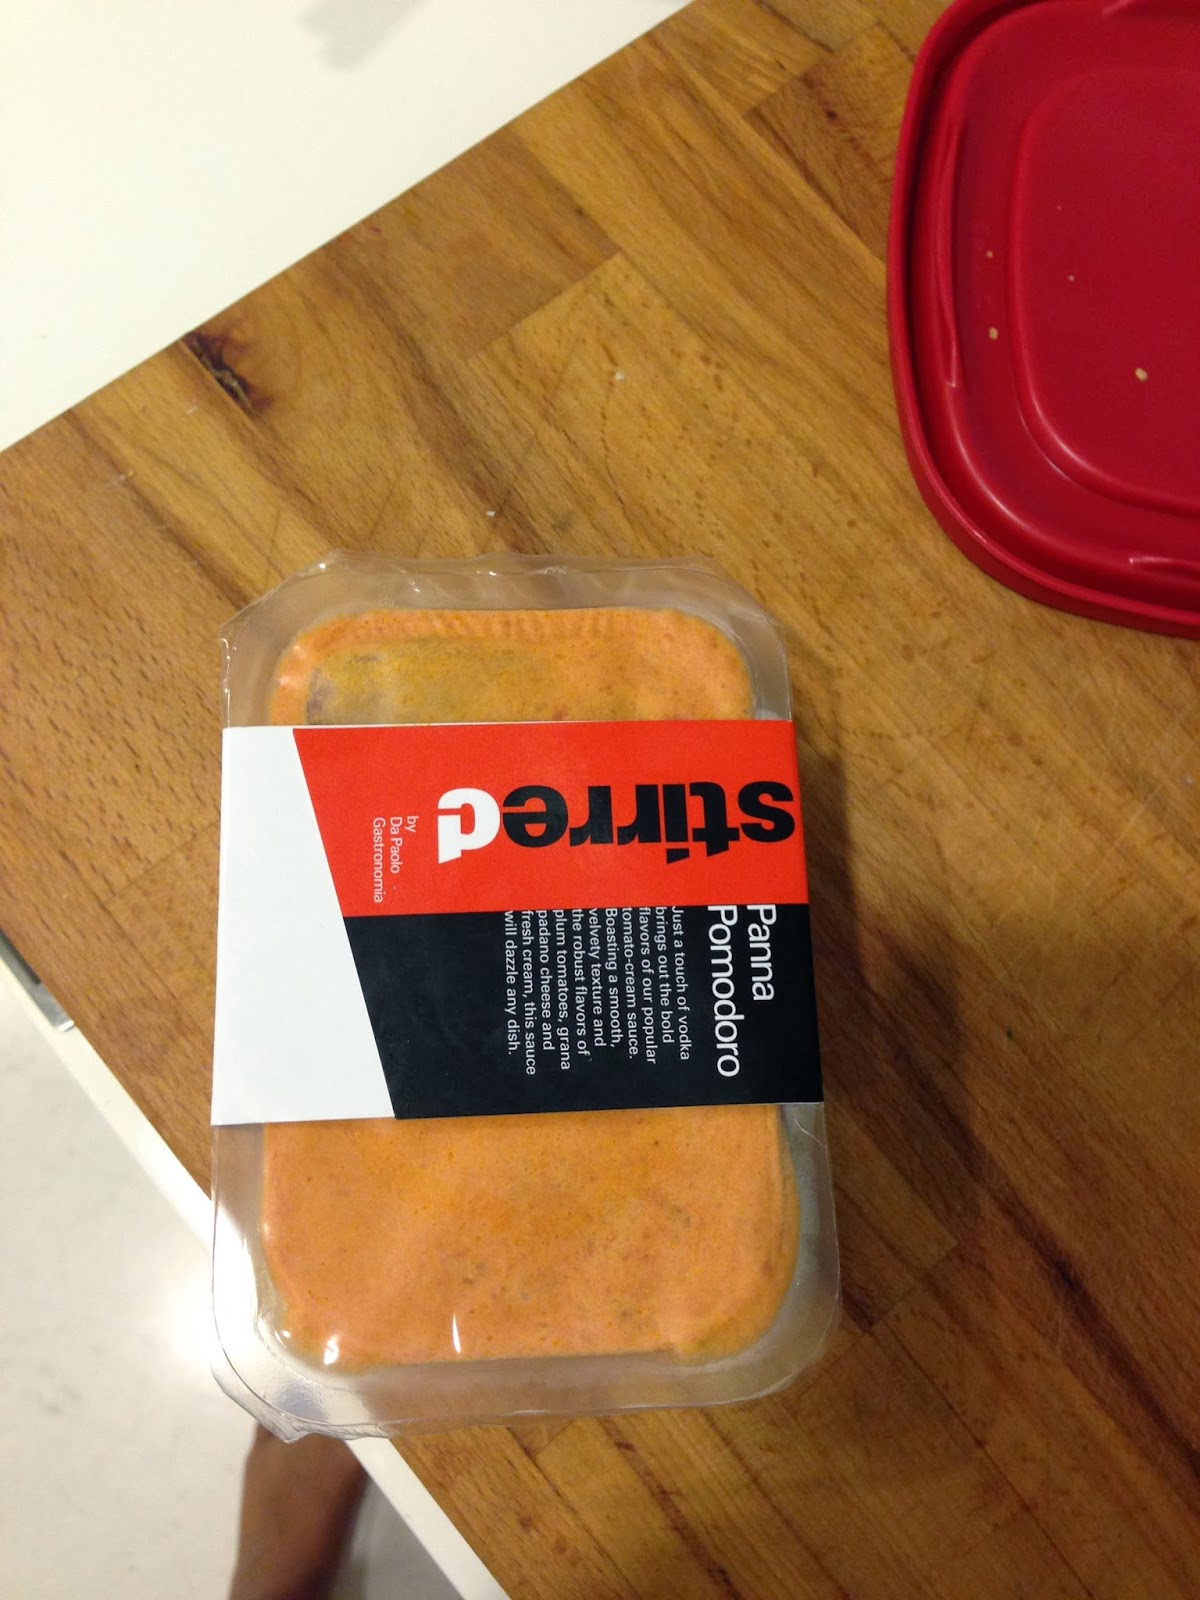 stirred
by
Da Paolo
Gastronomia
Panna
Pomodoro
Just a touch of vodka
brings out the bold
flavors of our popular
tomato-cream sauce.
Boasting a smooth,
velvety texture and
the robust flavors of
plum tomatoes, grana
padano cheese and
fresh cream, this sauce
will dazzle any dish.